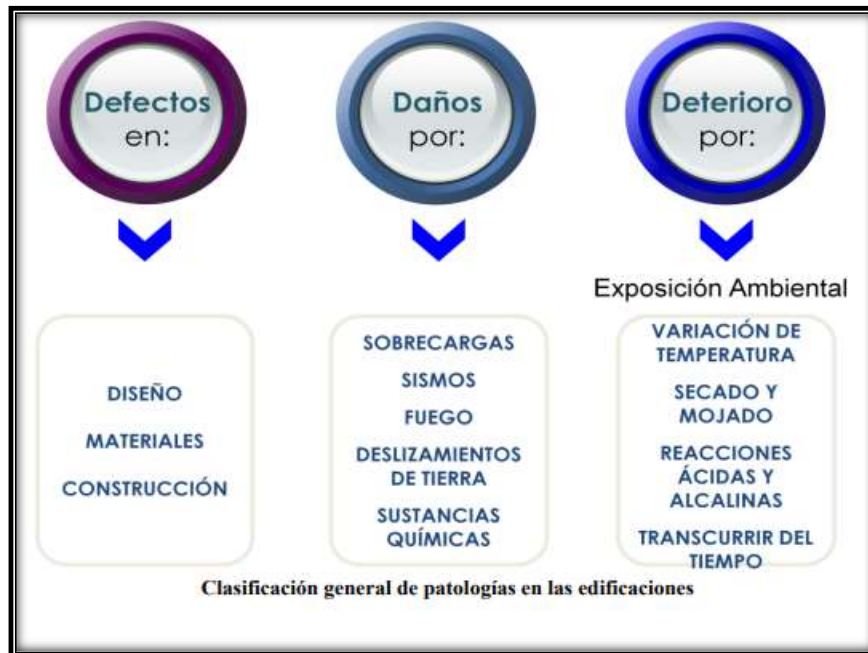 Defectos
en:
DISEÑO
MATERIALES
CONSTRUCCIÓN
Daños
por:
SOBRECARGAS
SISMOS
FUEGO
DESLIZAMIENTOS
DE TIERRA
SUSTANCIAS
QUÍMICAS
Deterioro
por:
Exposición Ambiental
VARIACIÓN DE
TEMPERATURA
SECADO Y
MOJADO
REACCIONES
ÁCIDAS Y
ALCALINAS
TRANSCURRIR DEL
TIEMPO
Clasificación general de patologías en las edificaciones